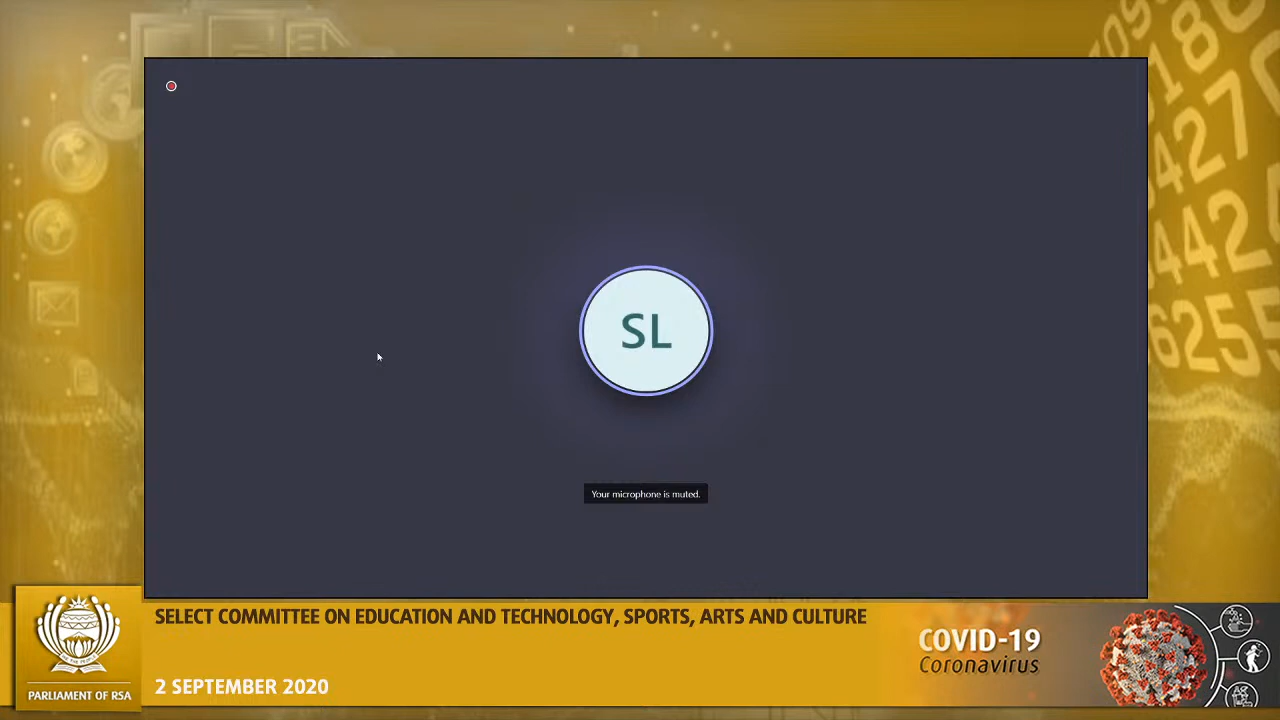 SL
Your microphone is muted.
SELECT COMMITTEE ON EDUCATION AND TECHNOLOGY, SPORTS, ARTS AND CULTURE
COVID-19
Coronavirus
PARLIAMENT OF RSA
2 SEPTEMBER 2020